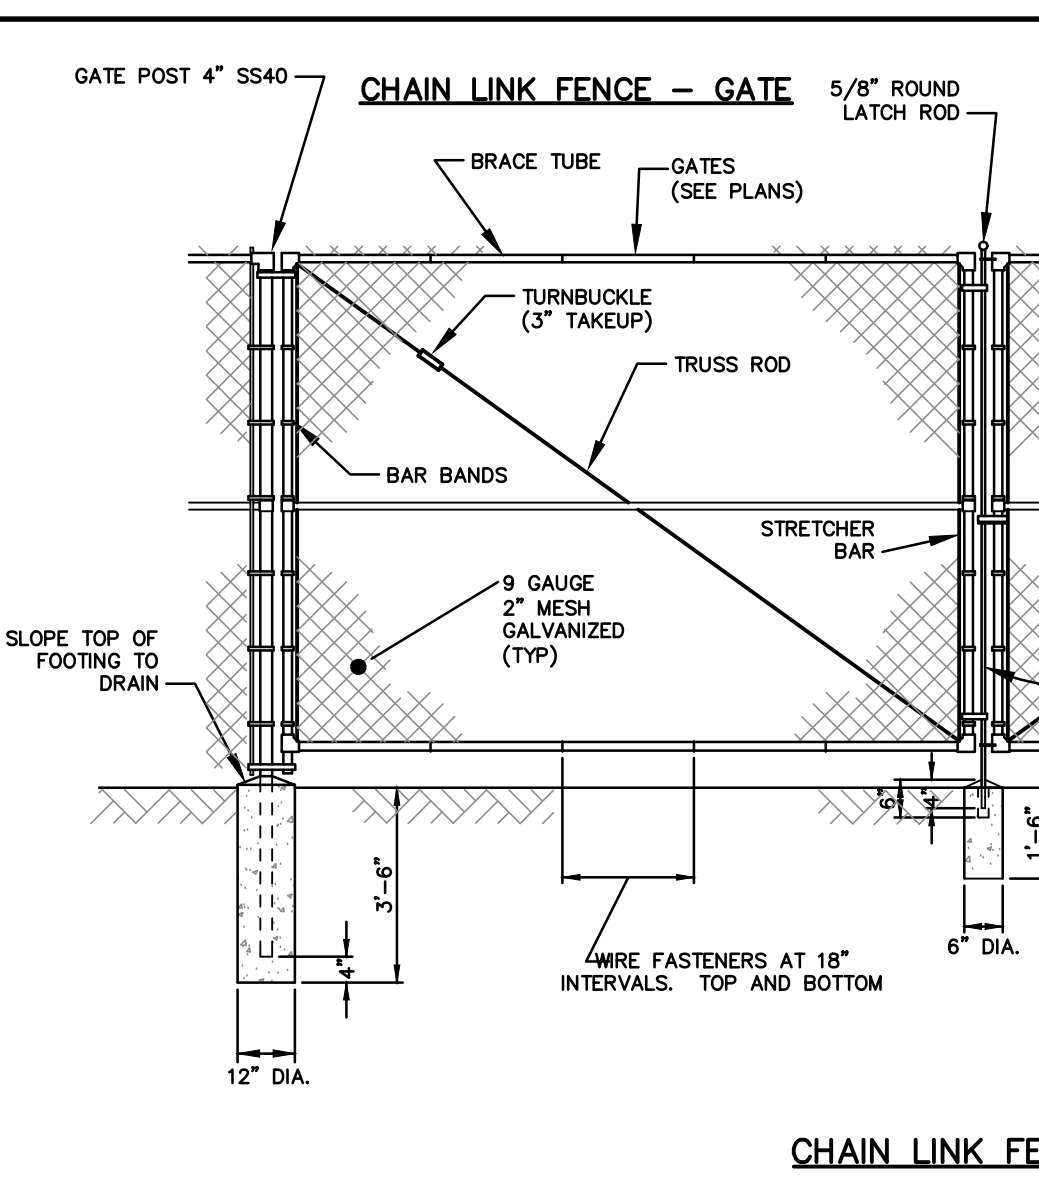 GATE POST 4" SS40
CHAIN LINK FENCE - GATE
5/8" ROUND
LATCH ROD
BRACE TUBE
GATES
(SEE PLANS)
TURNBUCKLE
(3" TAKEUP)
TRUSS ROD
BAR BANDS
STRETCHER
BAR
9 GAUGE
2" MESH
GALVANIZED
(TYP)
SLOPE TOP OF
FOOTING TO
DRAIN
6"
4"
1'-6"
3'-6"
4"
6" DIA.
WIRE FASTENERS AT 18"
INTERVALS. TOP AND BOTTOM
12" DIA.
CHAIN LINK FE